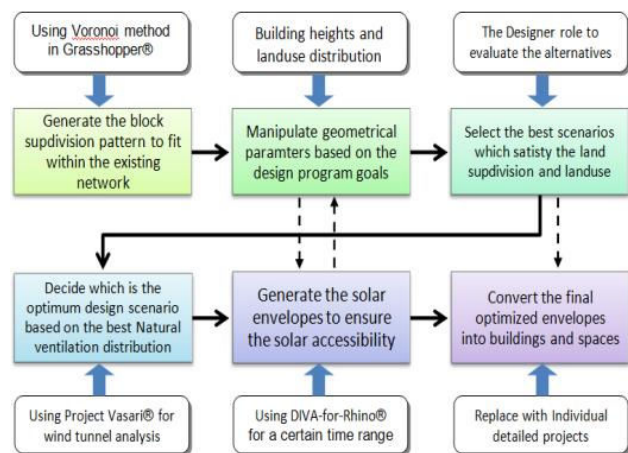 Using Voronoi method
in Grasshopper®
Building heights and
landuse distribution
The Designer role to
evaluate the alternatives
Generate the block
supdivision pattern to fit
within the existing
network
Manipulate geometrical
paramters based on the
design program goals
Select the best scenarios
which satisty the land
supdivision and landuse
Decide which is the
optimum design scenario
based on the best Natural
ventilation distribution
Generate the solar
envelopes to ensure
the solar accessibility
Convert the final
optimized envelopes
into buildings and spaces
Using Project Vasari® for
wind tunnel analysis
Using DIVA-for-Rhino®
for a certain time range
Replace with Individual
detailed projects